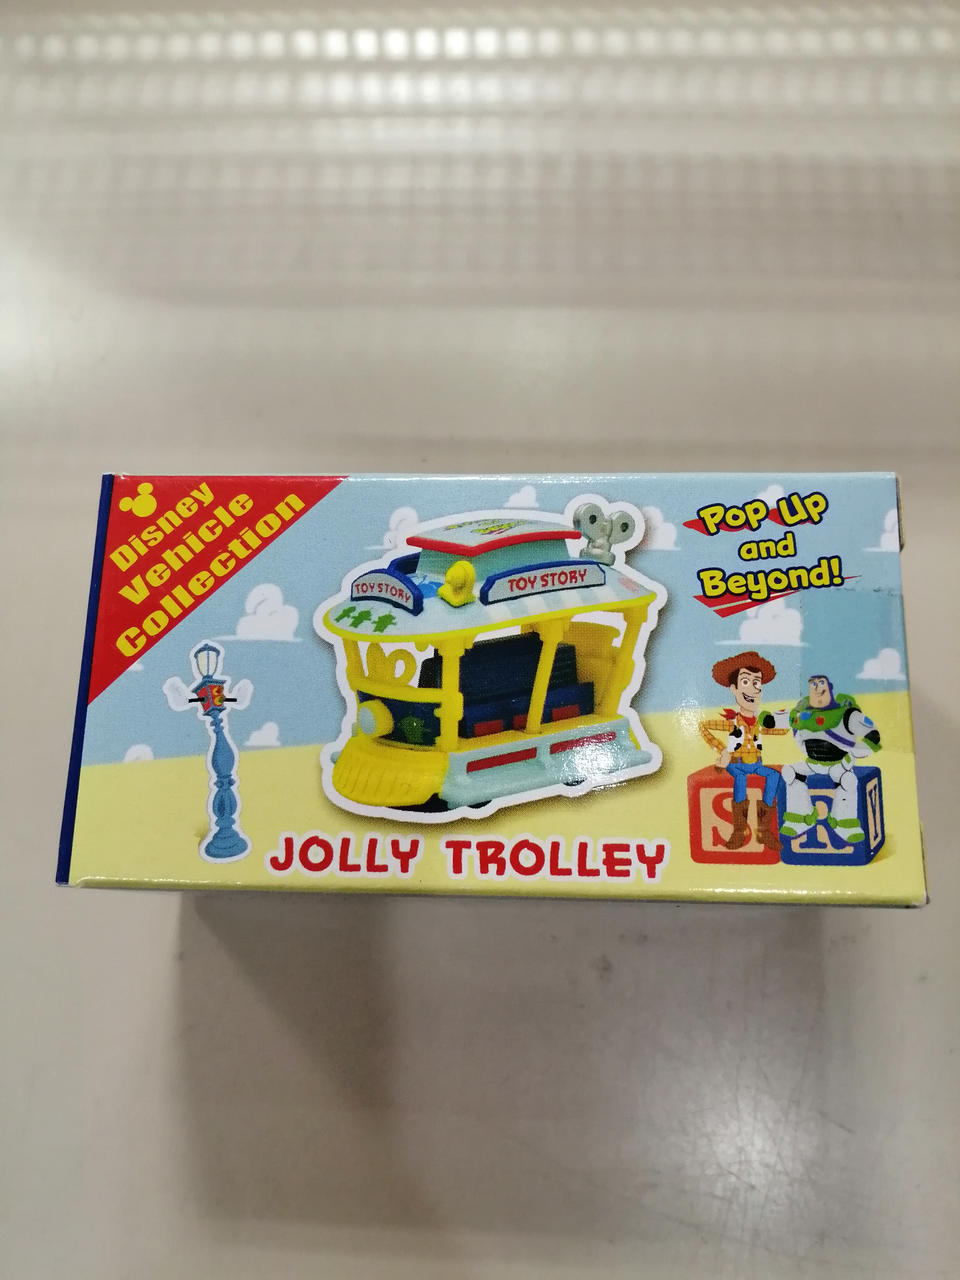 Disney
Vehicle
Collection
Pop Up
and
Beyond!
TOY STORY
TOY STORY
JOLLY TROLLEY
S
R
Y